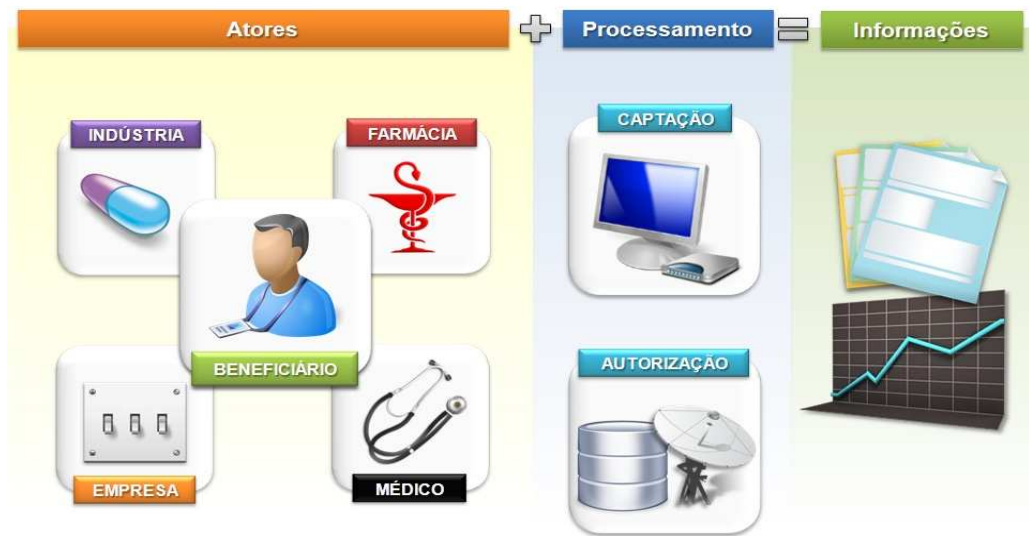 Atores
Processamento
Informações
INDÚSTRIA
FARMÁCIA
BENEFICIÁRIO
EMPRESA
MÉDICO
CAPTAÇÃO
AUTORIZAÇÃO